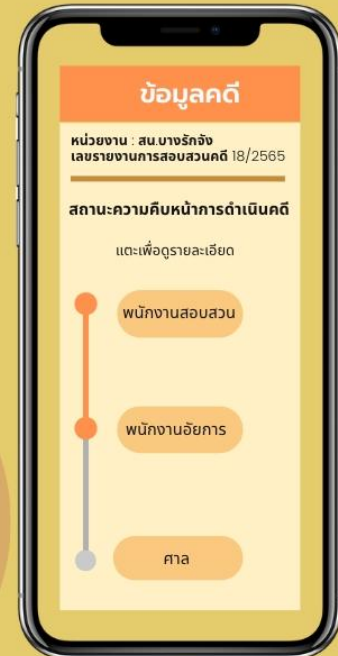 ข้อมูลคดี
หน่วยงาน : สน.บางรักจัง
เลขรายงานการสอบสวนคดี 18/2565
สถานะความคืบหน้าการดำเนินคดี
แตะเพื่อดูรายละเอียด
พนักงานสอบสวน
พนักงานอัยการ
ศาล